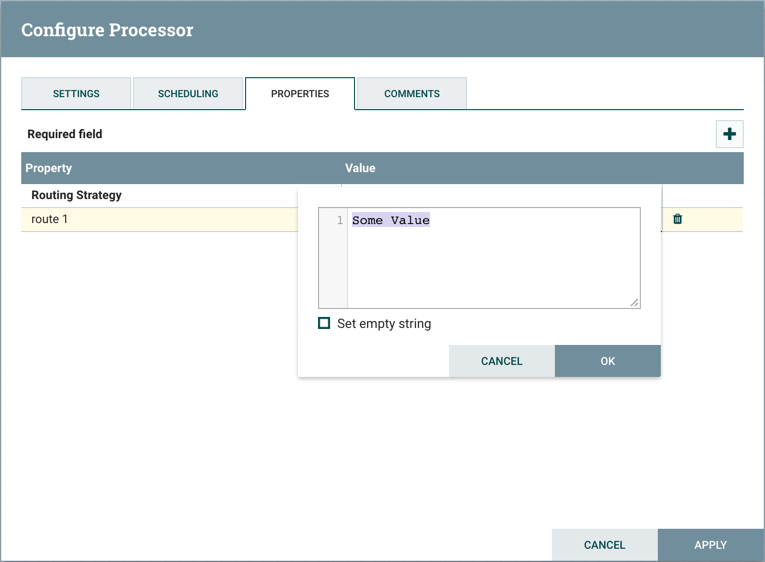 Configure Processor
SETTINGS
SCHEDULING
PROPERTIES
COMMENTS
Required field
Property
Value
Routing Strategy
route 1
1
Some Value
Set empty string
CANCEL
OK
CANCEL
APPLY